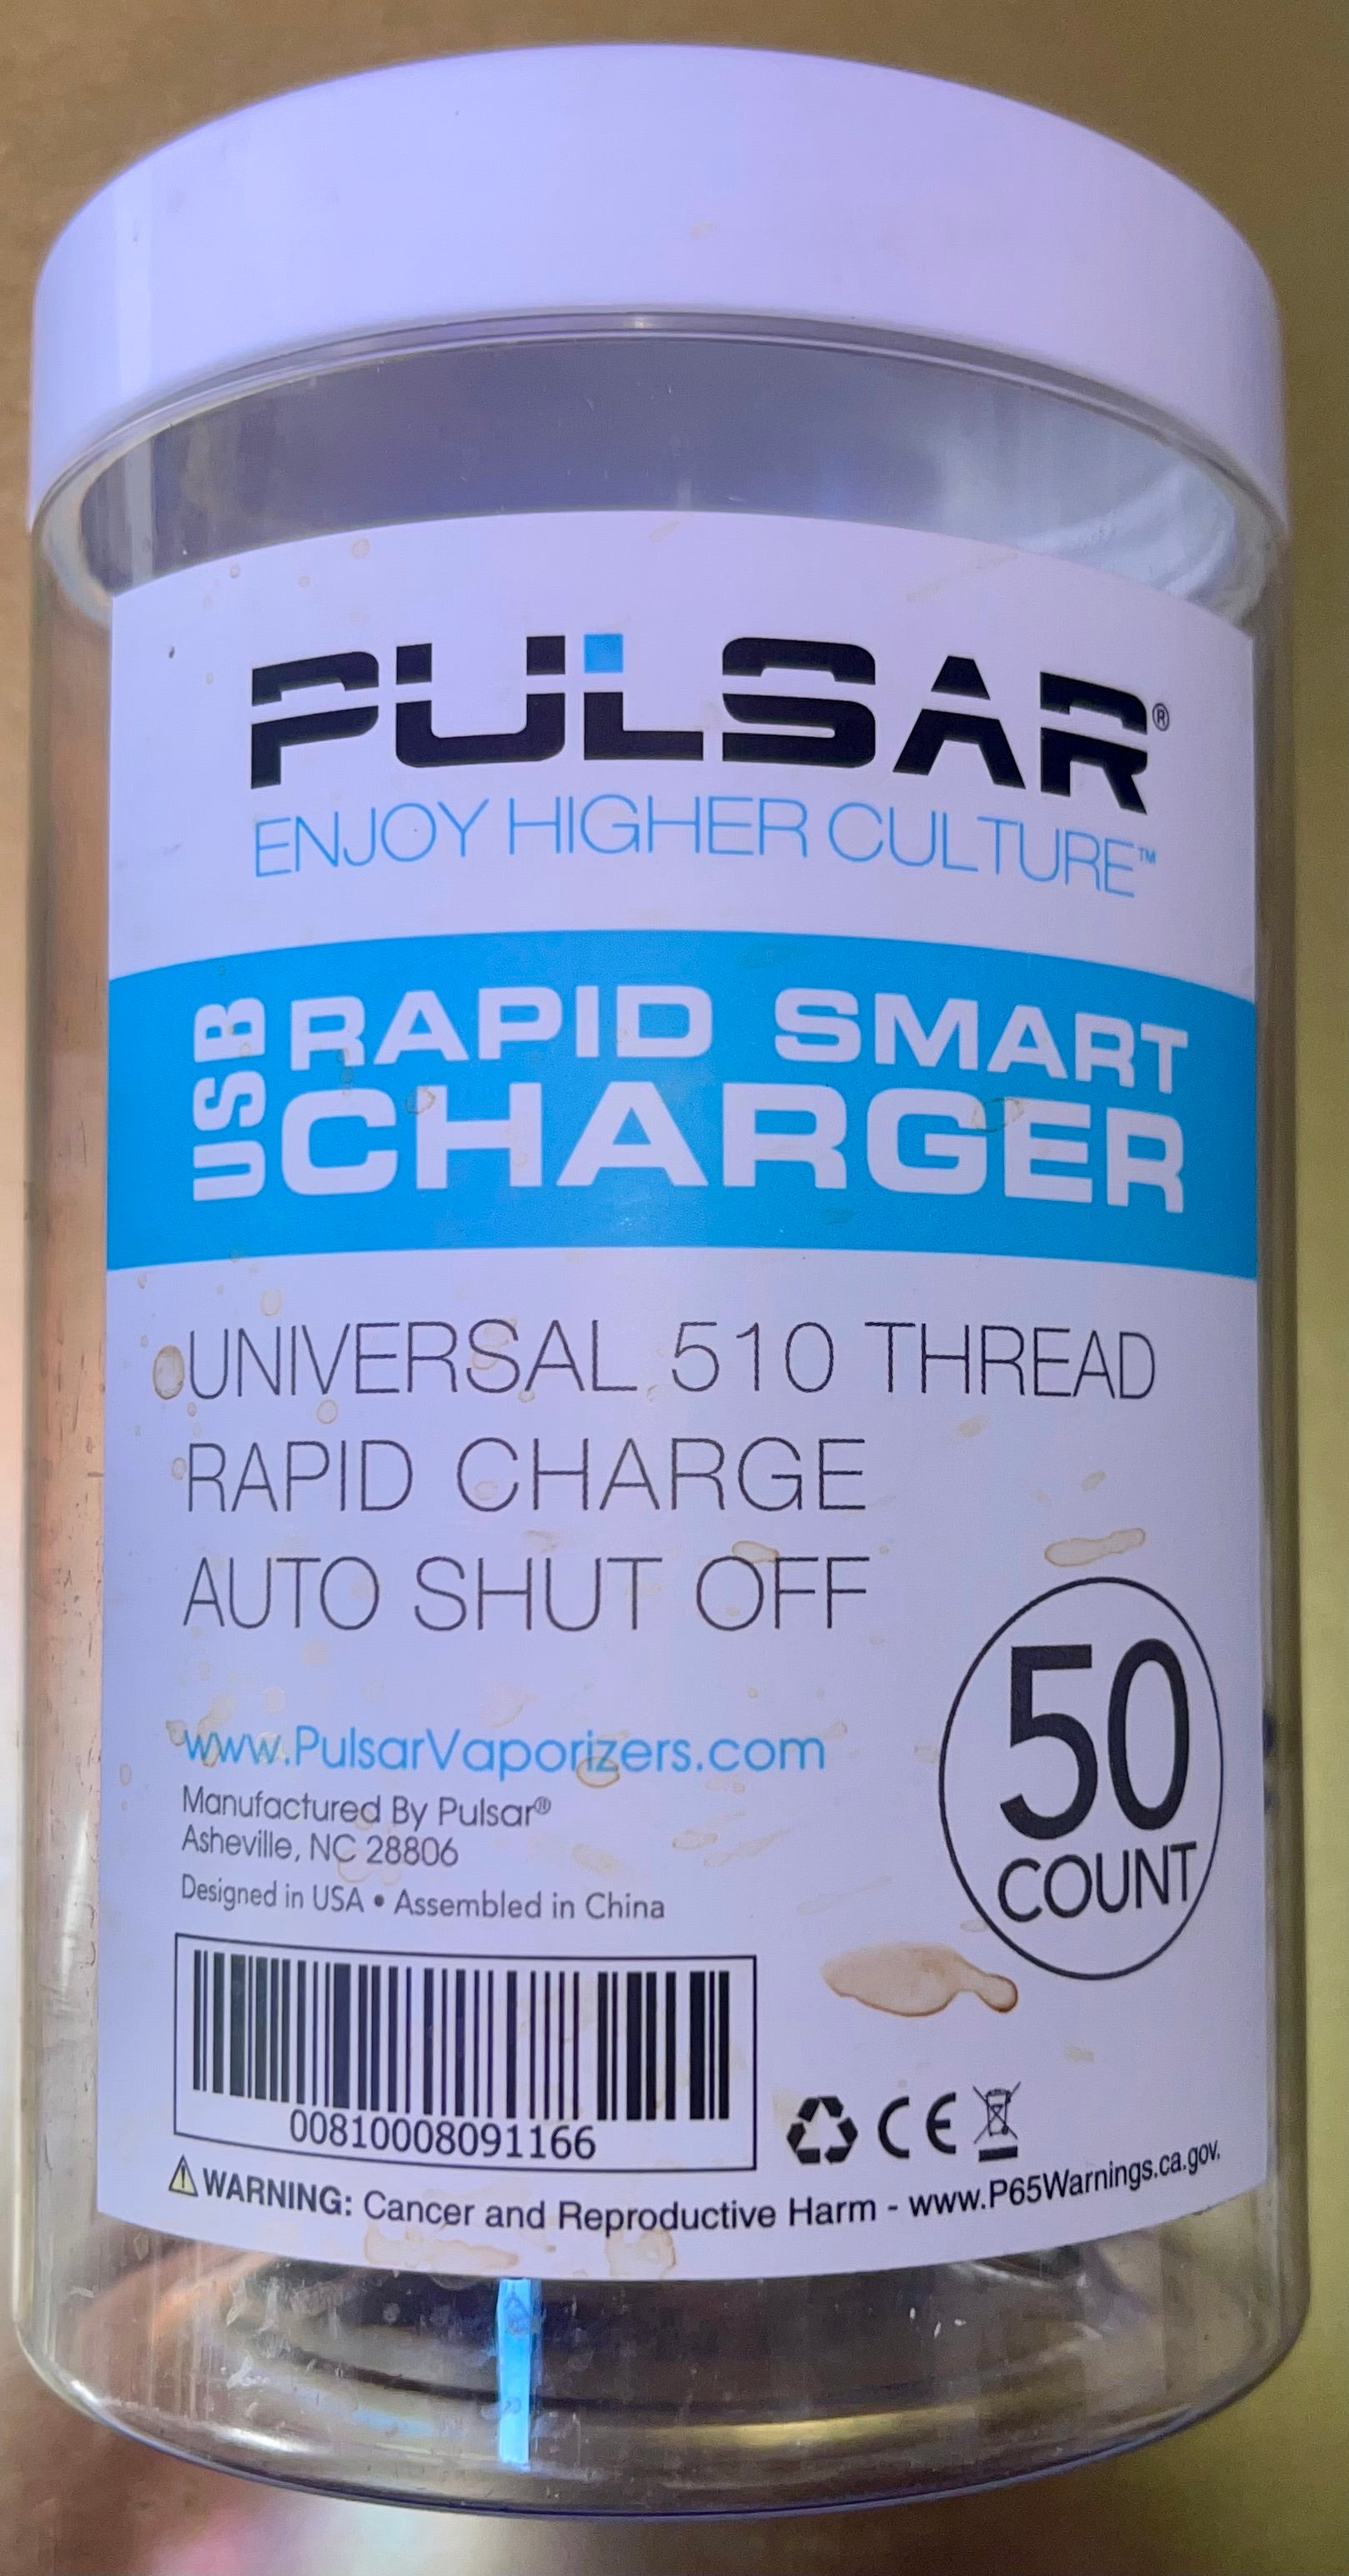 PULSAR®
ENJOY HIGHER CULTURE™
USB RAPID SMART
CHARGER
UNIVERSAL 510 THREAD
RAPID CHARGE
AUTO SHUT OFF
50
COUNT
www.PulsarVaporizers.com
Manufactured By Pulsar®
Asheville, NC 28806
Designed in USA • Assembled in China
00810008091166
CE
WARNING: Cancer and Reproductive Harm - www.P65Warnings.ca.gov.